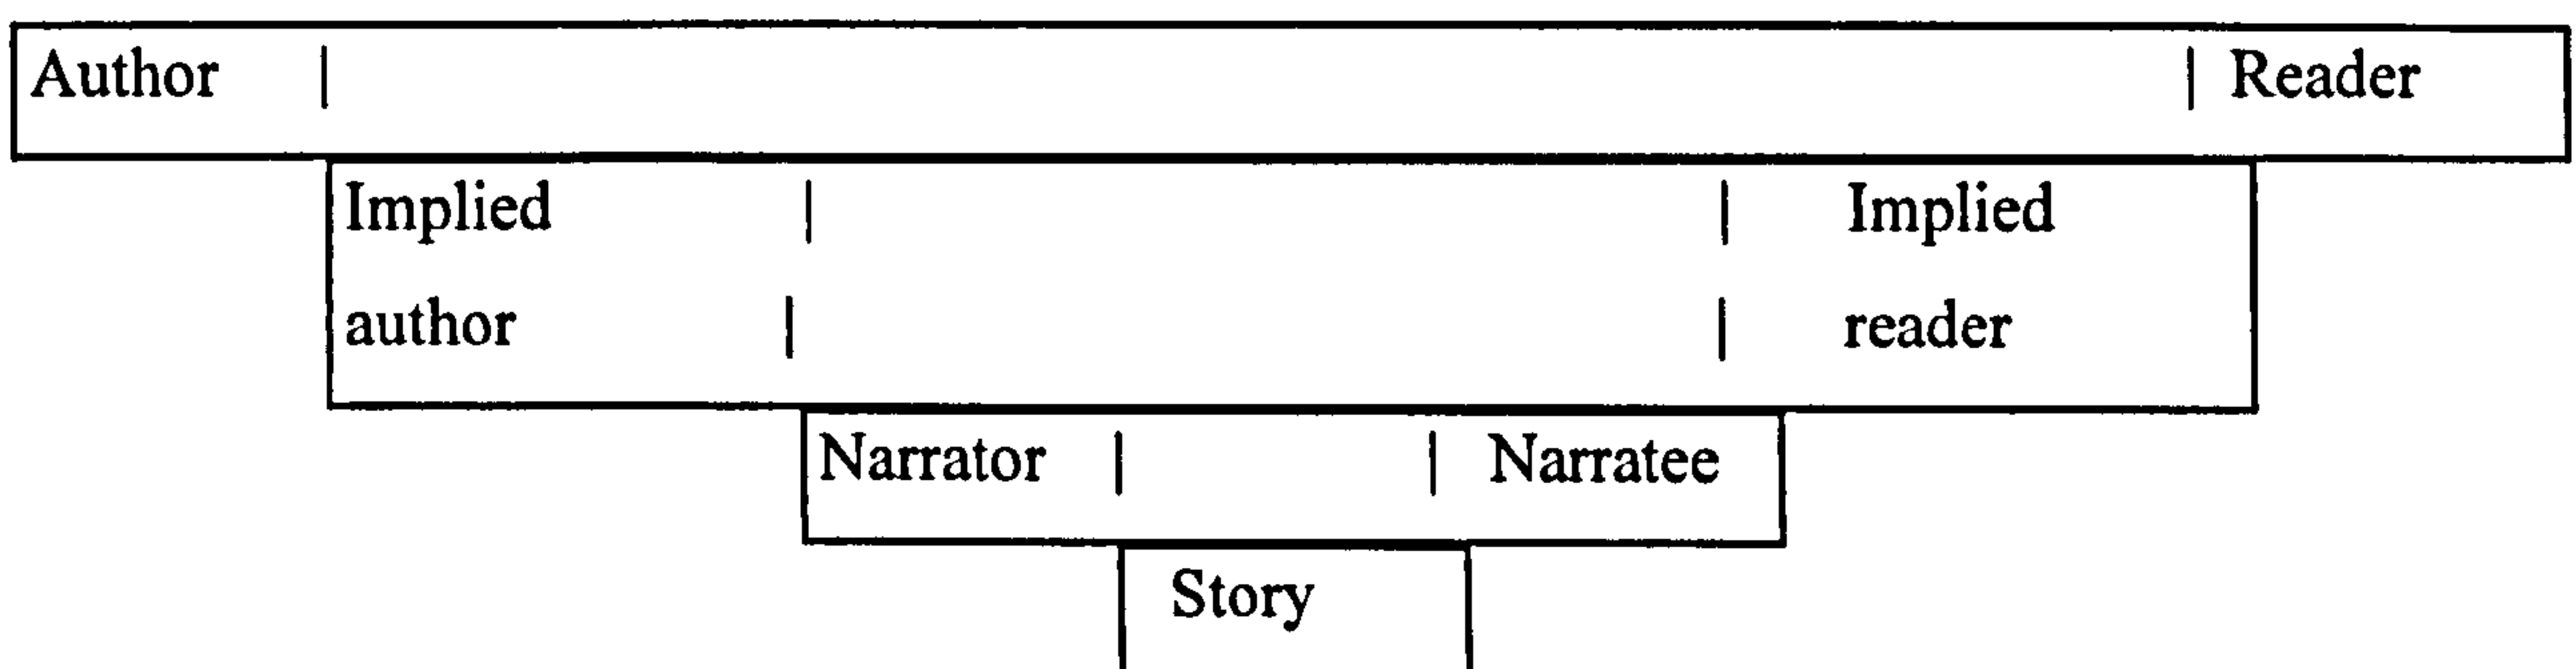 Author | | Reader
Implied | | Implied
author | | reader
Narrator | | Narratee
Story